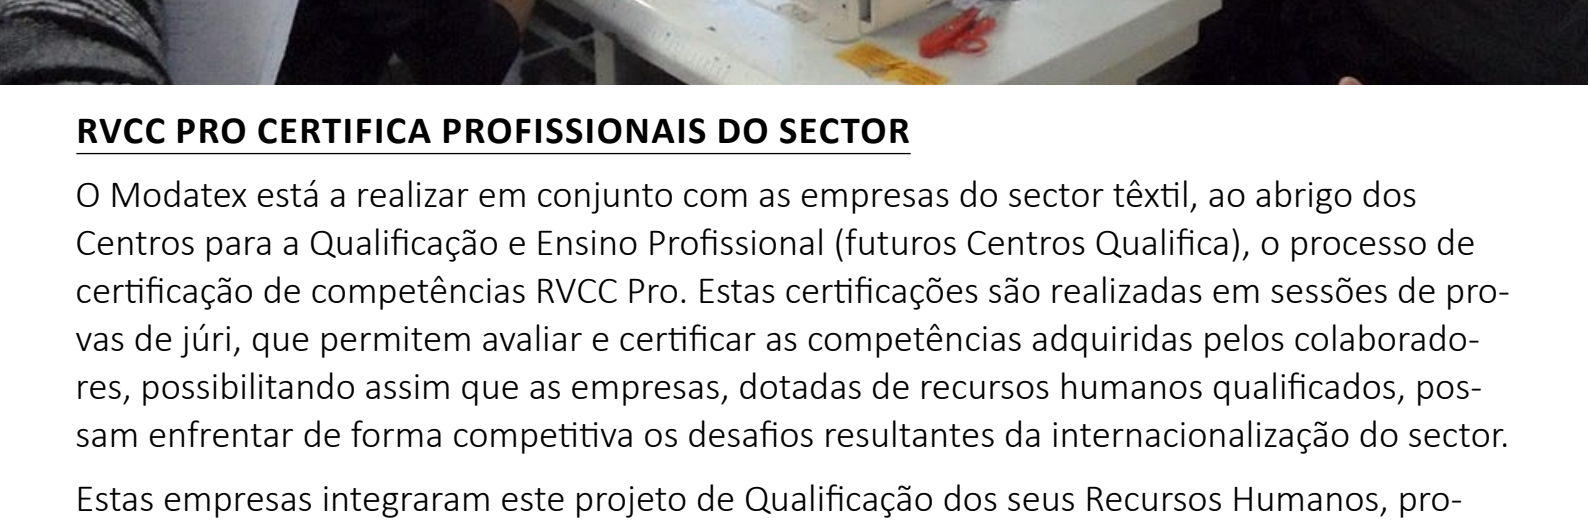 RVCC PRO CERTIFICA PROFISSIONAIS DO SECTOR
O Modatex está a realizar em conjunto com as empresas do sector têxtil, ao abrigo dos
Centros para a Qualificação e Ensino Profissional (futuros Centros Qualifica), o processo de
certificação de competências RVCC Pro. Estas certificações são realizadas em sessões de pro-
vas de júri, que permitem avaliar e certificar as competências adquiridas pelos colaborado-
res, possibilitando assim que as empresas, dotadas de recursos humanos qualificados, pos-
sam enfrentar de forma competitiva os desafios resultantes da internacionalização do sector.
Estas empresas integraram este projeto de Qualificação dos seus Recursos Humanos, pro-